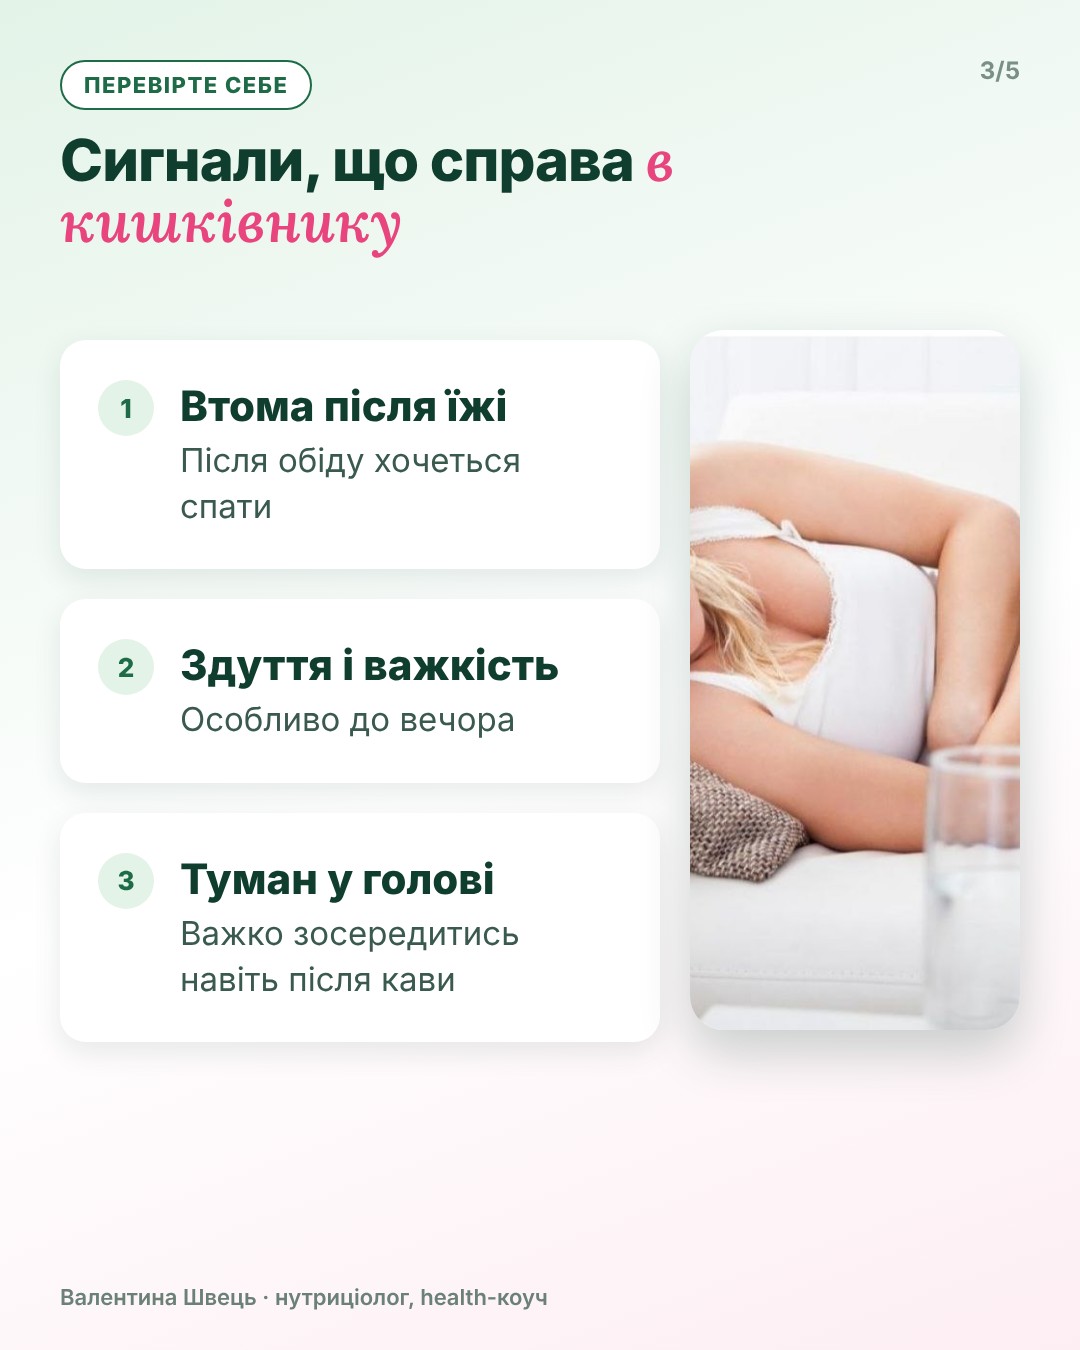 ПЕРЕВІРТЕ СЕБЕ
3/5
Сигнали, що справа в
кишківнику
1
Втома після їжі
Після обіду хочеться
спати
2
Здуття і важкість
Особливо до вечора
3
Туман у голові
Важко зосередитись
навіть після кави
Валентина Швець · нутриціолог, health-коуч